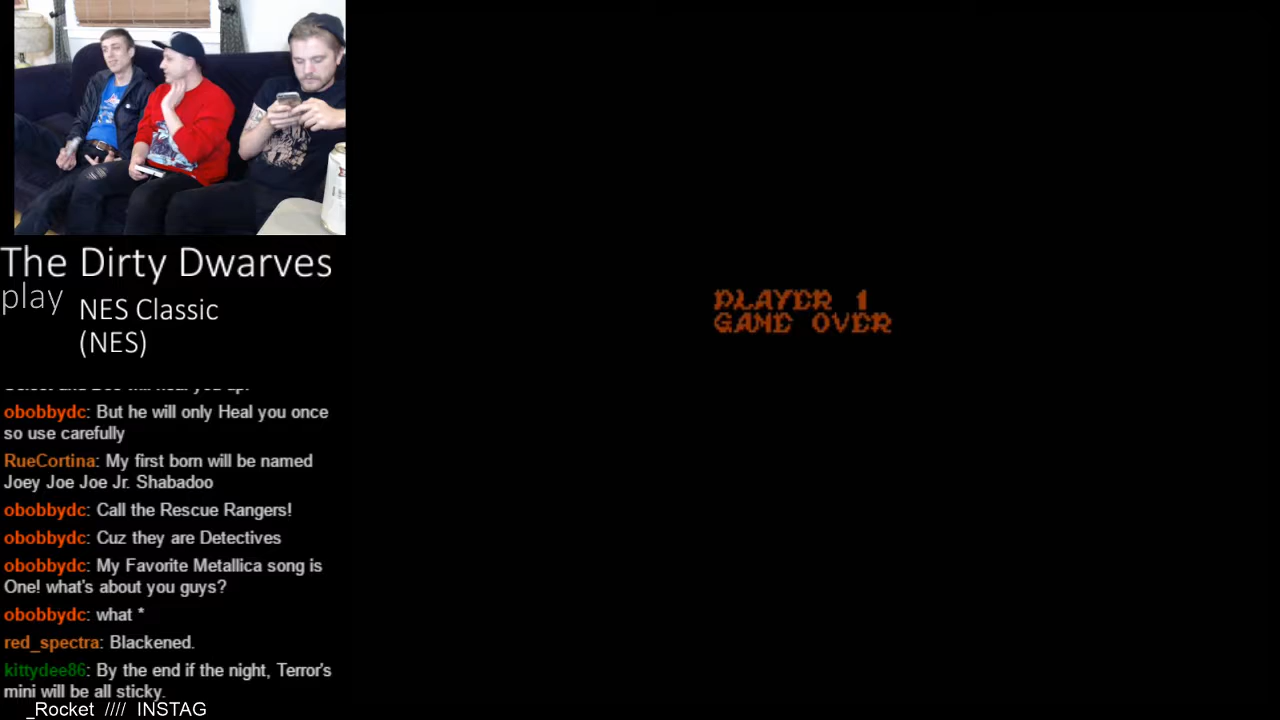 The Dirty Dwarves
play
NES Classic
(NES)
PLAYER 1
GAME OVER
obobbydc: But he will only Heal you once
so use carefully
RueCortina: My first born will be named
Joey Joe Joe Jr. Shabadoo
obobbydc: Call the Rescue Rangers!
obobbydc: Cuz they are Detectives
obobbydc: My Favorite Metallica song is
One! what's about you guys?
obobbydc: what *
red_spectra: Blackened.
kittydee86: By the end if the night, Terror's
mini will be all sticky.
_Rocket //// INSTAG